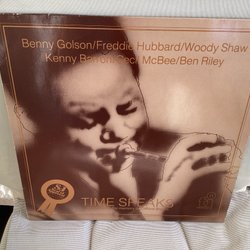 Benny Golson/Freddie Hubbard/Woody Shaw
Kenny Barron/Cecil McBee/Ben Riley
TIME SPEAKS